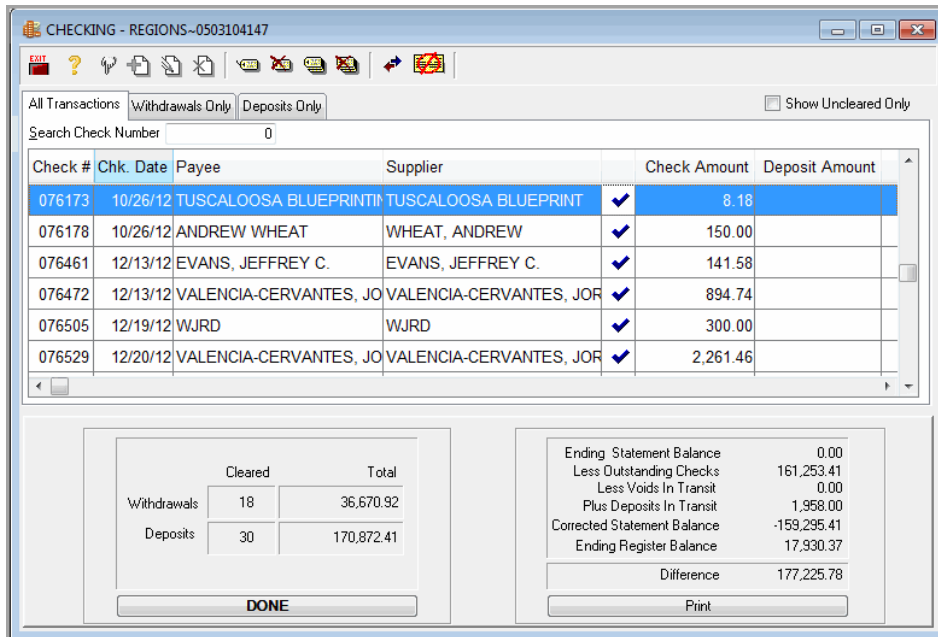 CHECKING - REGIONS~0503104147
EXIT
All Transactions Withdrawals Only Deposits Only Show Uncleared Only
Search Check Number 0
Check # Chk. Date Payee Supplier Check Amount Deposit Amount
076173 10/26/12 TUSCALOOSA BLUEPRINTIN TUSCALOOSA BLUEPRINT 8.18
076178 10/26/12 ANDREW WHEAT WHEAT, ANDREW 150.00
076461 12/13/12 EVANS, JEFFREY C. EVANS, JEFFREY C. 141.58
076472 12/13/12 VALENCIA-CERVANTES, JO VALENCIA-CERVANTES, JOR 894.74
076505 12/19/12 WJRD WJRD 300.00
076529 12/20/12 VALENCIA-CERVANTES, JO VALENCIA-CERVANTES, JOR 2,261.46
Cleared Total
Withdrawals 18 36,670.92
Deposits 30 170,872.41
DONE
Ending Statement Balance 0.00
Less Outstanding Checks 161,253.41
Less Voids In Transit 0.00
Plus Deposits In Transit 1,958.00
Corrected Statement Balance -159,295.41
Ending Register Balance 17,930.37
Difference 177,225.78
Print